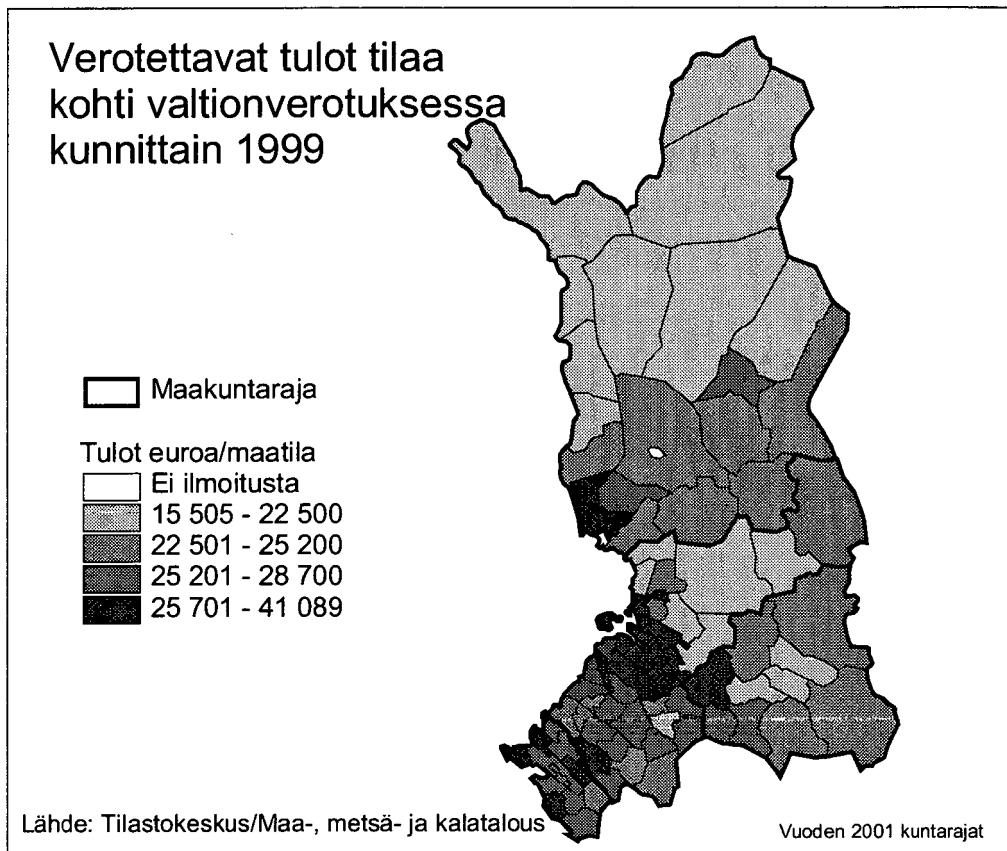 Verotettavat tulot tilaa
kohti valtionverotuksessa
kunnittain 1999
Maakuntaraja
Tulot euroa/maatila
Ei ilmoitusta
15 505 - 22 500
22 501 - 25 200
25 201 - 28 700
25 701 - 41 089
Lähde: Tilastokeskus/Maa-, metsä- ja kalatalous
Vuoden 2001 kuntarajat